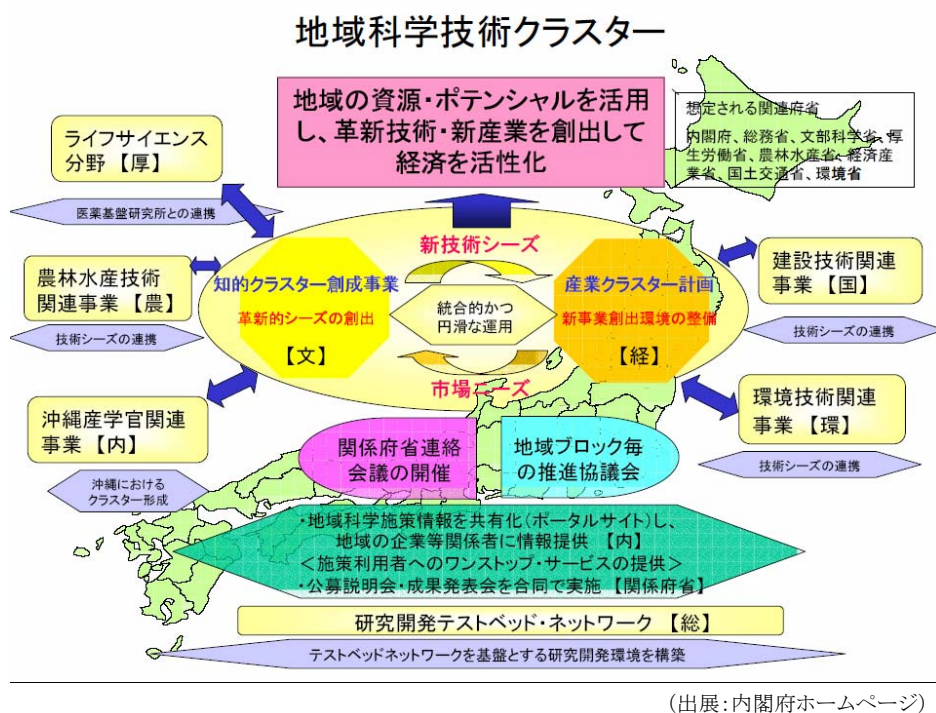 地域科学技術クラスター
地域の資源・ポテンシャルを活用
し、革新技術・新産業を創出して
経済を活性化
想定される関連府省
内閣府、総務省、文部科学省、厚
生労働省、農林水産省、経済産
業省、国土交通省、環境省
ライフサイエンス
分野 【厚】
医薬基盤研究所との連携
農林水産技術
関連事業【農】
技術シーズの連携
沖縄産学官関連
事業 【内】
沖縄における
クラスター形成
新技術シーズ
知的クラスター創成事業
革新的シーズの創出
【文】
統合的かつ
円滑な運用
産業クラスター計画
新事業創出環境の整備
【経】
市場ニーズ
建設技術関連
事業【国】
技術シーズの連携
環境技術関連
事業 【環】
技術シーズの連携
関係府省連絡
会議の開催
地域ブロック毎
の推進協議会
・地域科学施策情報を共有化(ポータルサイト)し、
地域の企業等関係者に情報提供 【内】
<施策利用者へのワンストップ・サービスの提供>
・公募説明会・成果発表会を合同で実施【関係府省】
研究開発テストベッド・ネットワーク 【総】
テストベッドネットワークを基盤とする研究開発環境を構築
(出展:内閣府ホームページ)